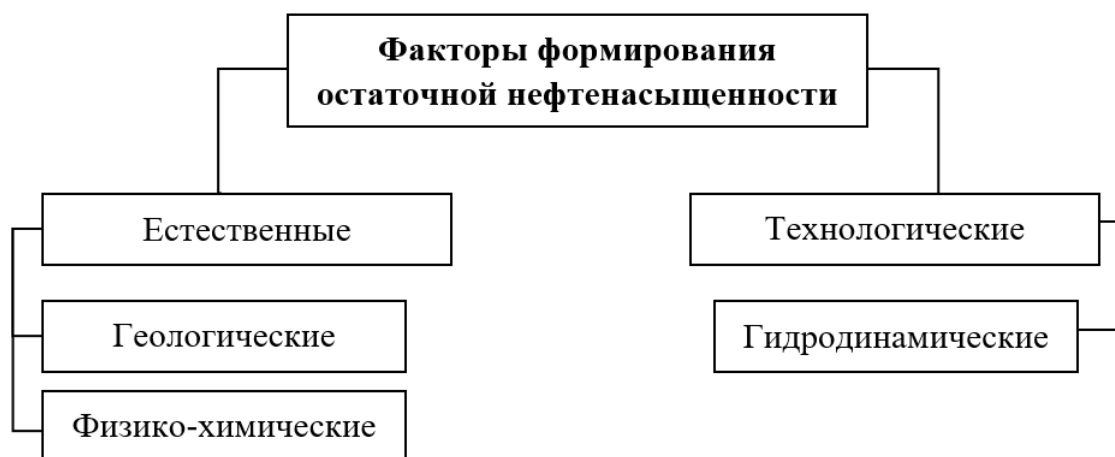 Факторы формирования
остаточной нефтенасыщенности
Естественные
Технологические
Геологические
Гидродинамические
Физико-химические